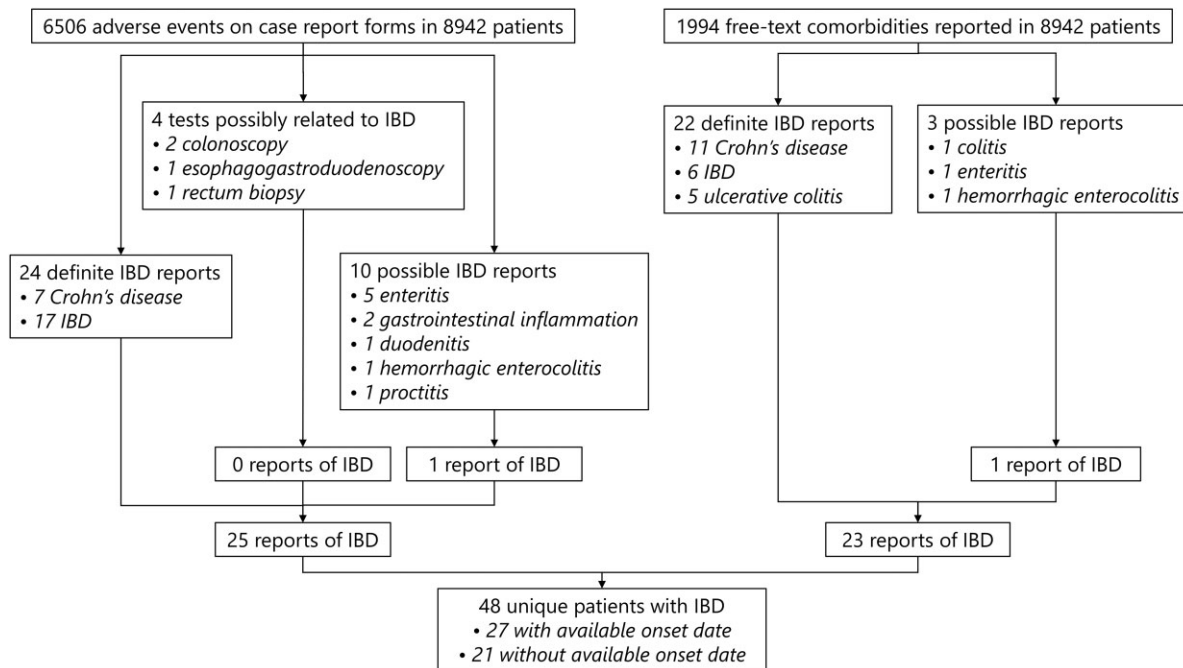 6506 adverse events on case report forms in 8942 patients
1994 free-text comorbidities reported in 8942 patients
4 tests possibly related to IBD
• 2 colonoscopy
• 1 esophagogastroduodenoscopy
• 1 rectum biopsy
22 definite IBD reports
• 11 Crohn's disease
• 6 IBD
• 5 ulcerative colitis
3 possible IBD reports
• 1 colitis
• 1 enteritis
• 1 hemorrhagic enterocolitis
24 definite IBD reports
• 7 Crohn's disease
• 17 IBD
10 possible IBD reports
• 5 enteritis
• 2 gastrointestinal inflammation
• 1 duodenitis
• 1 hemorrhagic enterocolitis
• 1 proctitis
0 reports of IBD
1 report of IBD
1 report of IBD
25 reports of IBD
23 reports of IBD
48 unique patients with IBD
• 27 with available onset date
• 21 without available onset date